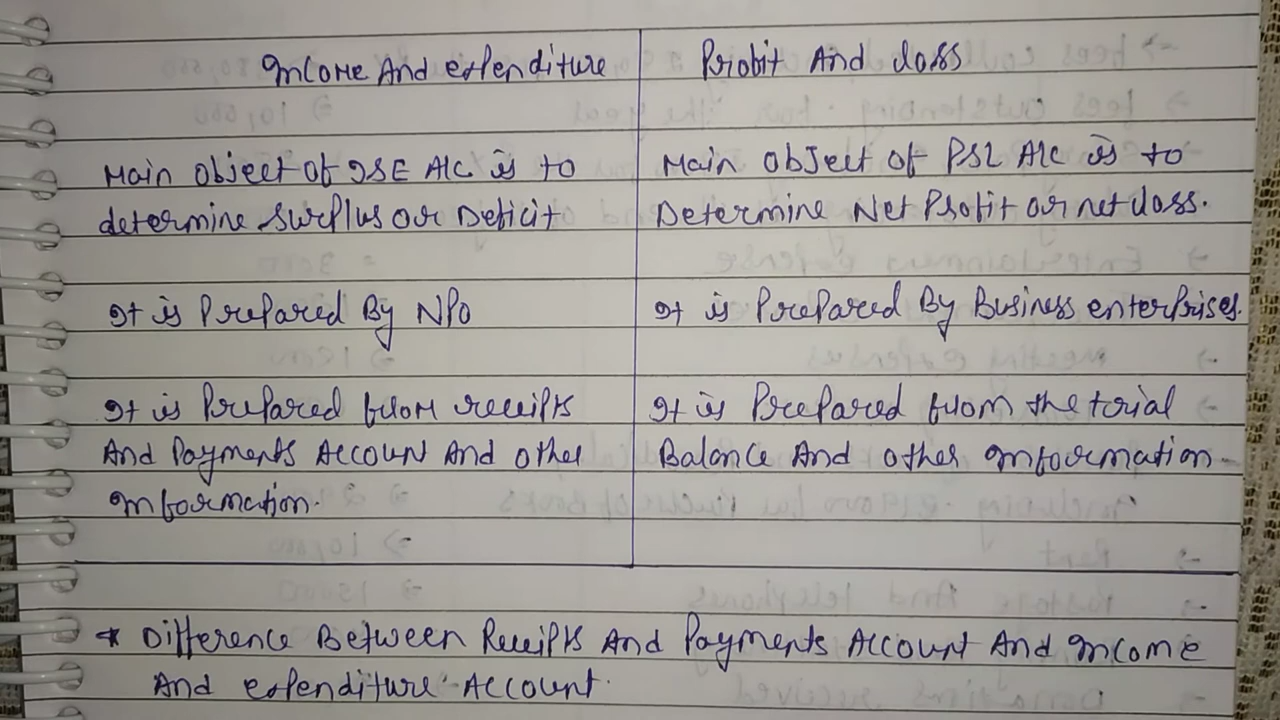 Income And expenditure
Profit And loss
Main object of I&E A/C is to
determine surplus or Deficit
Main object of P&L A/C is to
Determine Net Profit or net loss.
It is Prepared By NPO
It is Prepared By Business enterprises.
It is Prepared from receipts
And Payments Account And other
Information.
It is Prepared from the trial
Balance And other Information
* Difference Between Receipts And Payments Account And Income
And expenditure Account